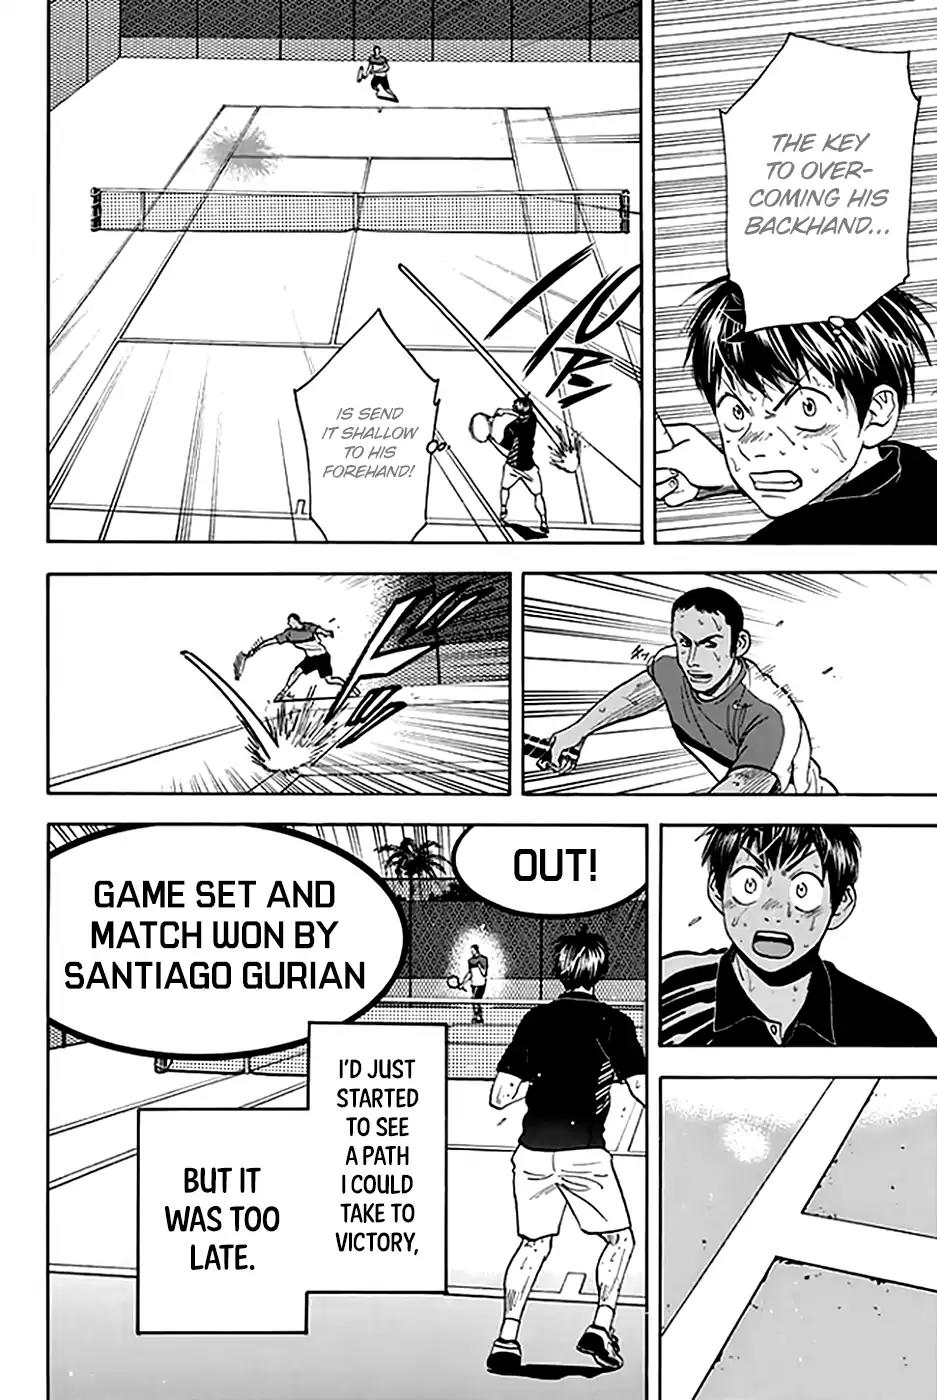 THE KEY
TO OVER-
COMING HIS
BACKHAND...
IS SEND
IT SHALLOW
TO HIS
FOREHAND!
OUT!
GAME SET AND
MATCH WON BY
SANTIAGO GURIAN
I'D JUST
STARTED
TO SEE
A PATH
I COULD
TAKE TO
VICTORY,
BUT IT
WAS TOO
LATE.